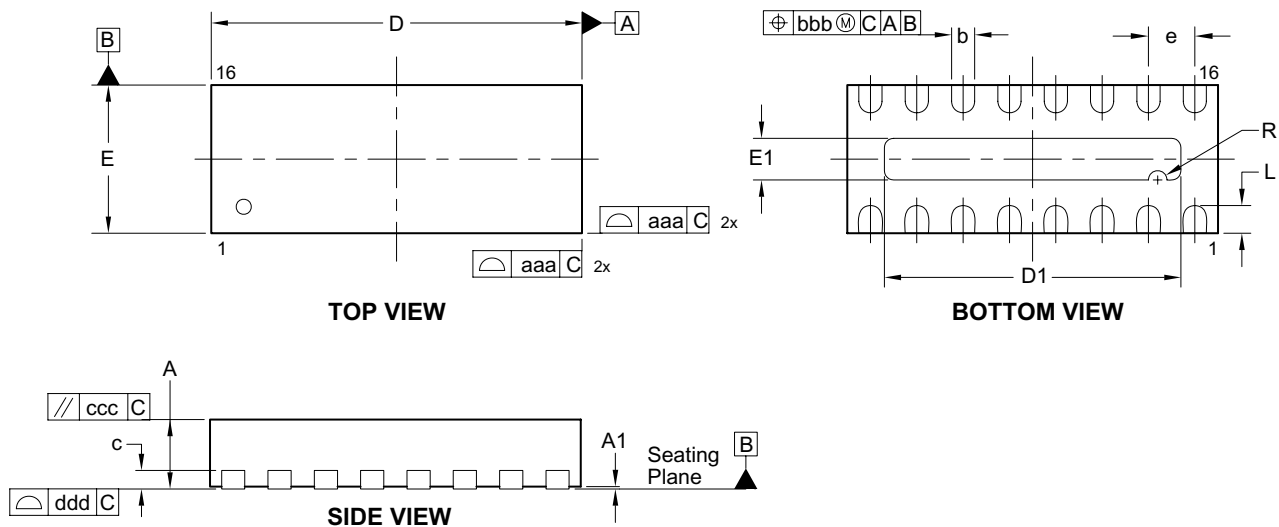 D
A
B
16
E
1
aaa C 2x
aaa C 2x
TOP VIEW
⌖ bbb Ⓜ C A B
b
e
16
R
E1
L
1
D1
BOTTOM VIEW
A
// ccc C
c
A1
Seating
Plane
B
ddd C
SIDE VIEW